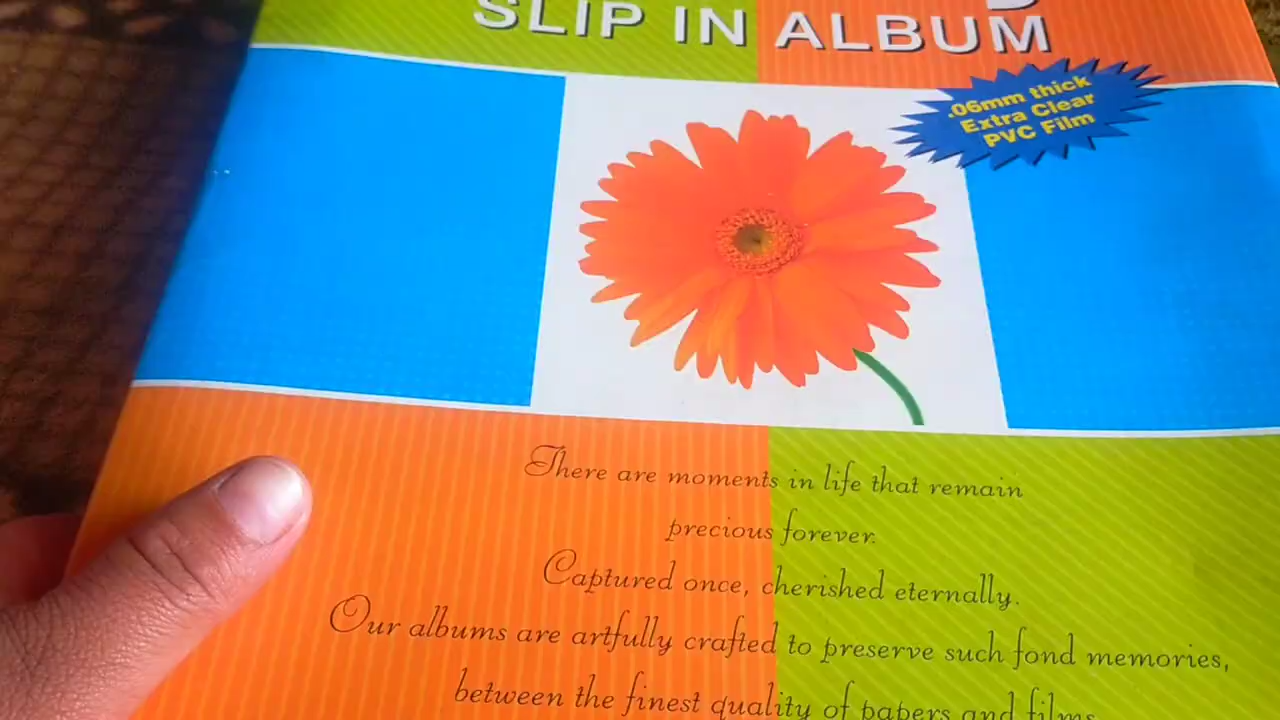 SLIP IN ALBUM
.06mm thick
Extra Clear
PVC Film
There are moments in life that remain
precious forever.
Captured once, cherished eternally.
Our albums are artfully crafted to preserve such fond memories,
between the finest quality of papers and films